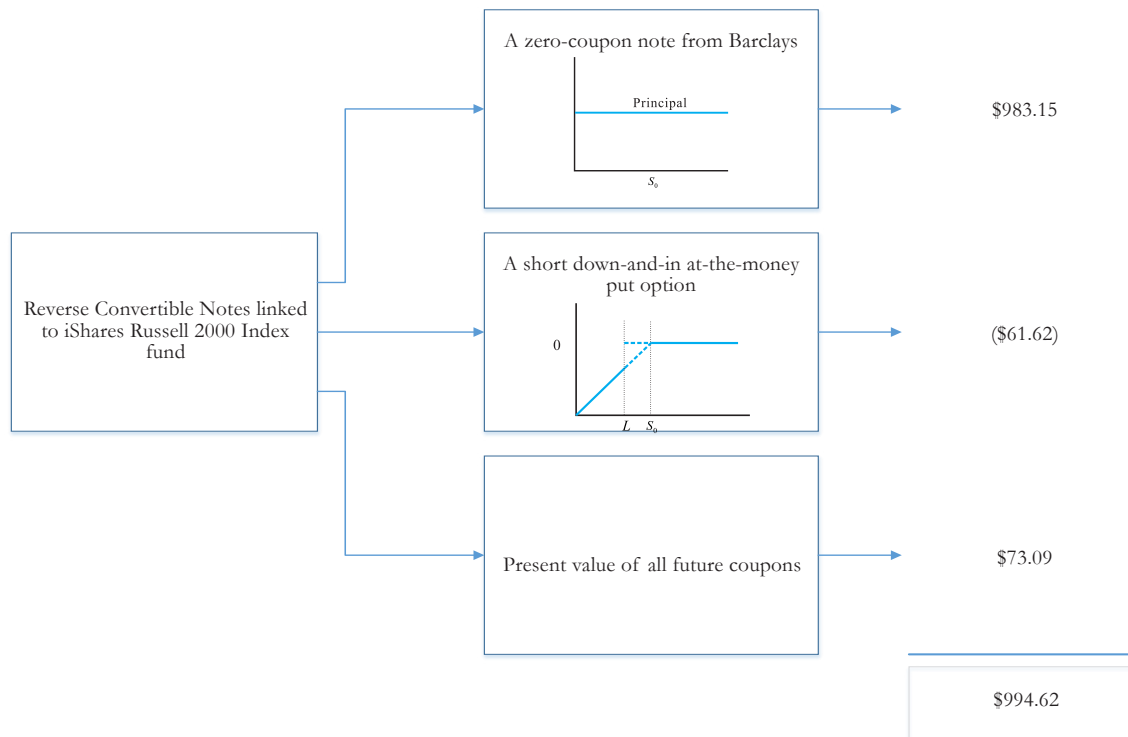 A zero-coupon note from Barclays
Principal
S₀
$983.15
Reverse Convertible Notes linked
to iShares Russell 2000 Index
fund
A short down-and-in at-the-money
put option
0
L S₀
($61.62)
Present value of all future coupons
$73.09
$994.62